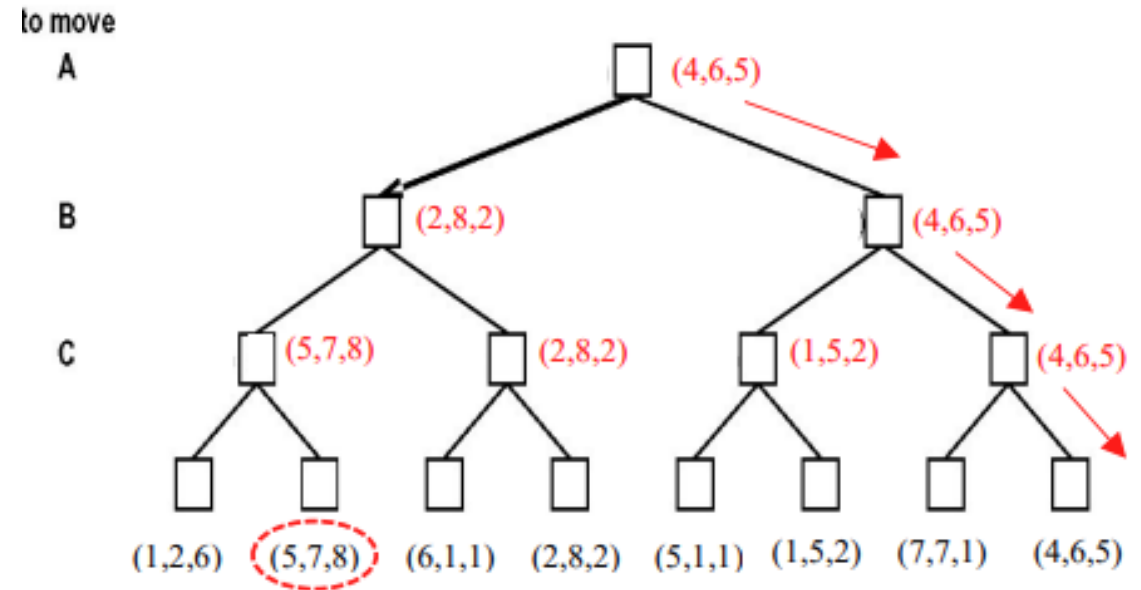 to move
A (4,6,5)
B (2,8,2) (4,6,5)
C (5,7,8) (2,8,2) (1,5,2) (4,6,5)
(1,2,6) (5,7,8) (6,1,1) (2,8,2) (5,1,1) (1,5,2) (7,7,1) (4,6,5)